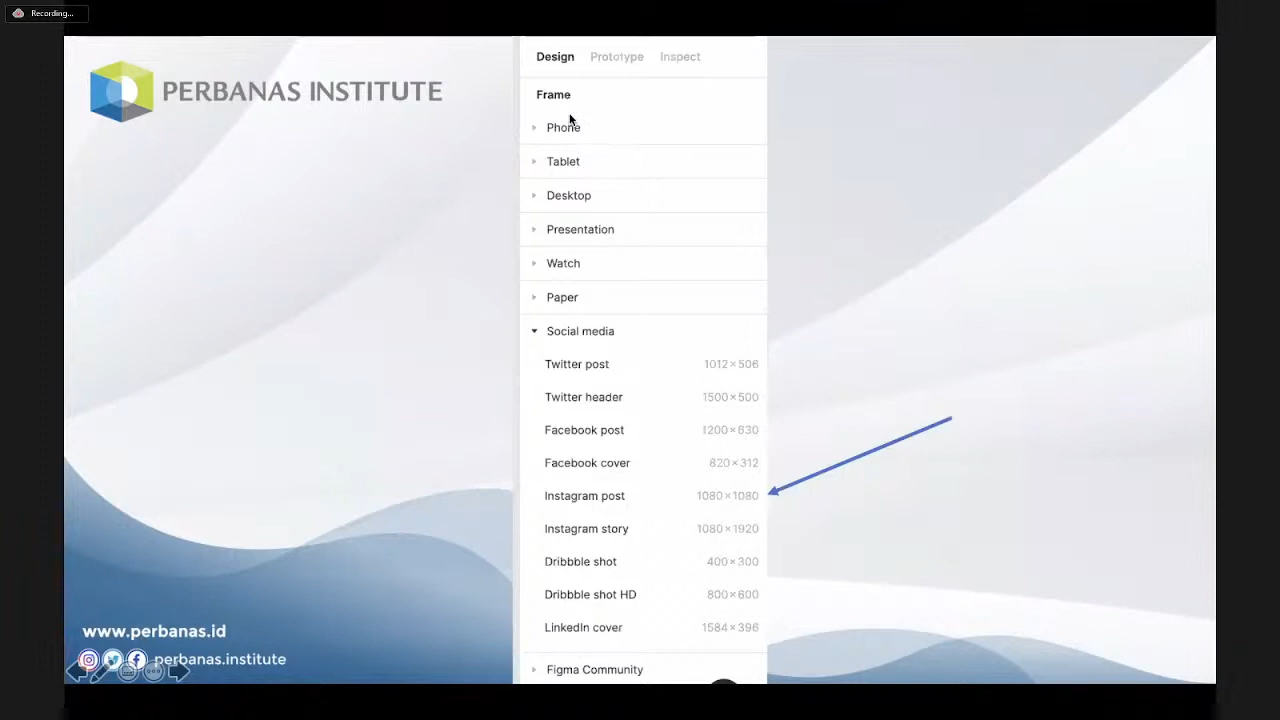 Recording...
PERBANAS INSTITUTE
Design Prototype Inspect
Frame
Phone
Tablet
Desktop
Presentation
Watch
Paper
Social media
Twitter post 1012×506
Twitter header 1500×500
Facebook post 1200×630
Facebook cover 820×312
Instagram post 1080×1080
Instagram story 1080×1920
Dribbble shot 400×300
Dribbble shot HD 800×600
LinkedIn cover 1584×396
Figma Community
www.perbanas.id
perbanas.institute